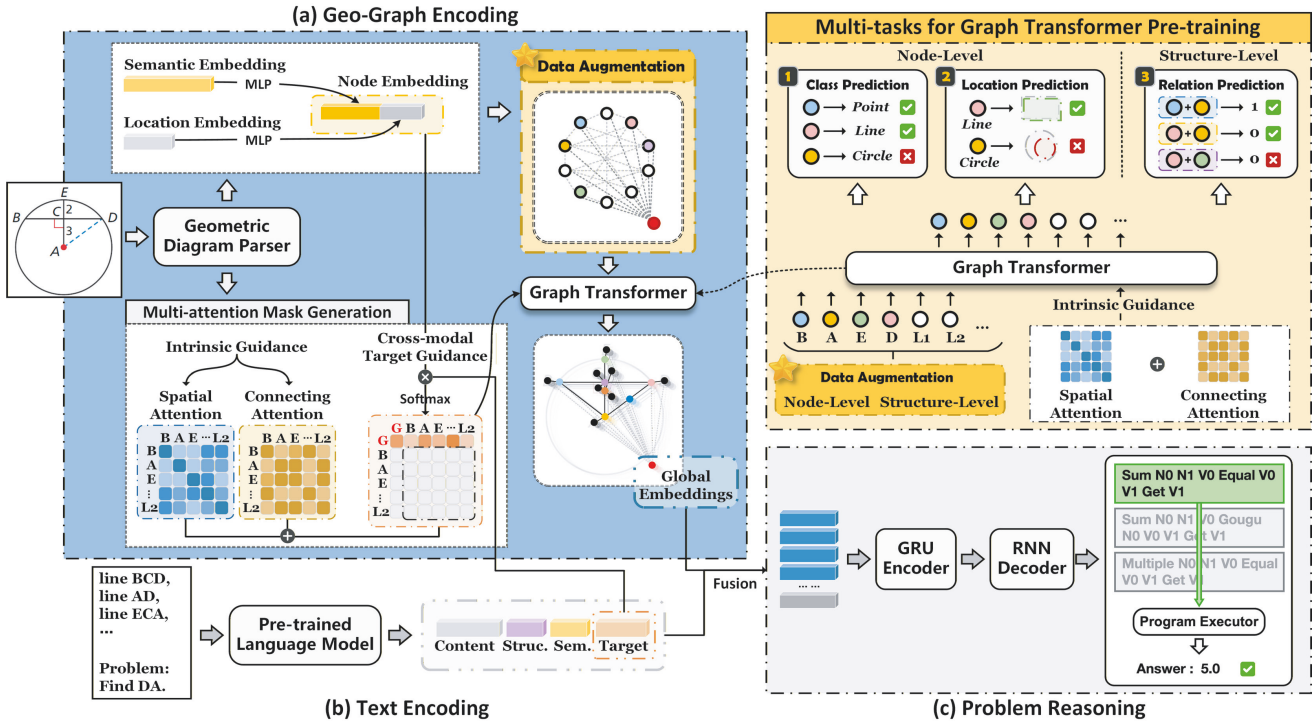 (a) Geo-Graph Encoding
Semantic Embedding
MLP
Node Embedding
Location Embedding
MLP
Data Augmentation
E
B
C
2
D
3
A
Geometric
Diagram Parser
Graph Transformer
Multi-attention Mask Generation
Intrinsic Guidance
Cross-modal
Target Guidance
Softmax
Spatial
Attention
Connecting
Attention
B A E ... L2
B
A
E
...
L2
B A E ... L2
G B A E ... L2
G
B
A
E
...
L2
Global
Embeddings
line BCD,
line AD,
line ECA,
...
Problem:
Find DA.
Pre-trained
Language Model
Content Struc. Sem. Target
Fusion
(b) Text Encoding
Multi-tasks for Graph Transformer Pre-training
Node-Level
Structure-Level
1
Class Prediction
Point
Line
Circle
2
Location Prediction
Line
Circle
3
Relation Prediction
+ 1
+ 0
+ 0
...
Graph Transformer
Intrinsic Guidance
B A E D L1 L2 ...
Data Augmentation
Node-Level Structure-Level
Spatial
Attention
Connecting
Attention
... ...
GRU
Encoder
RNN
Decoder
Sum N0 N1 V0 Equal V0
V1 Get V1
Sum N0 N1 V0 Gougu
N0 V0 V1 Get V1
Multiple N0 N1 V0 Equal
V0 V1 Get V1
Program Executor
Answer : 5.0
(c) Problem Reasoning